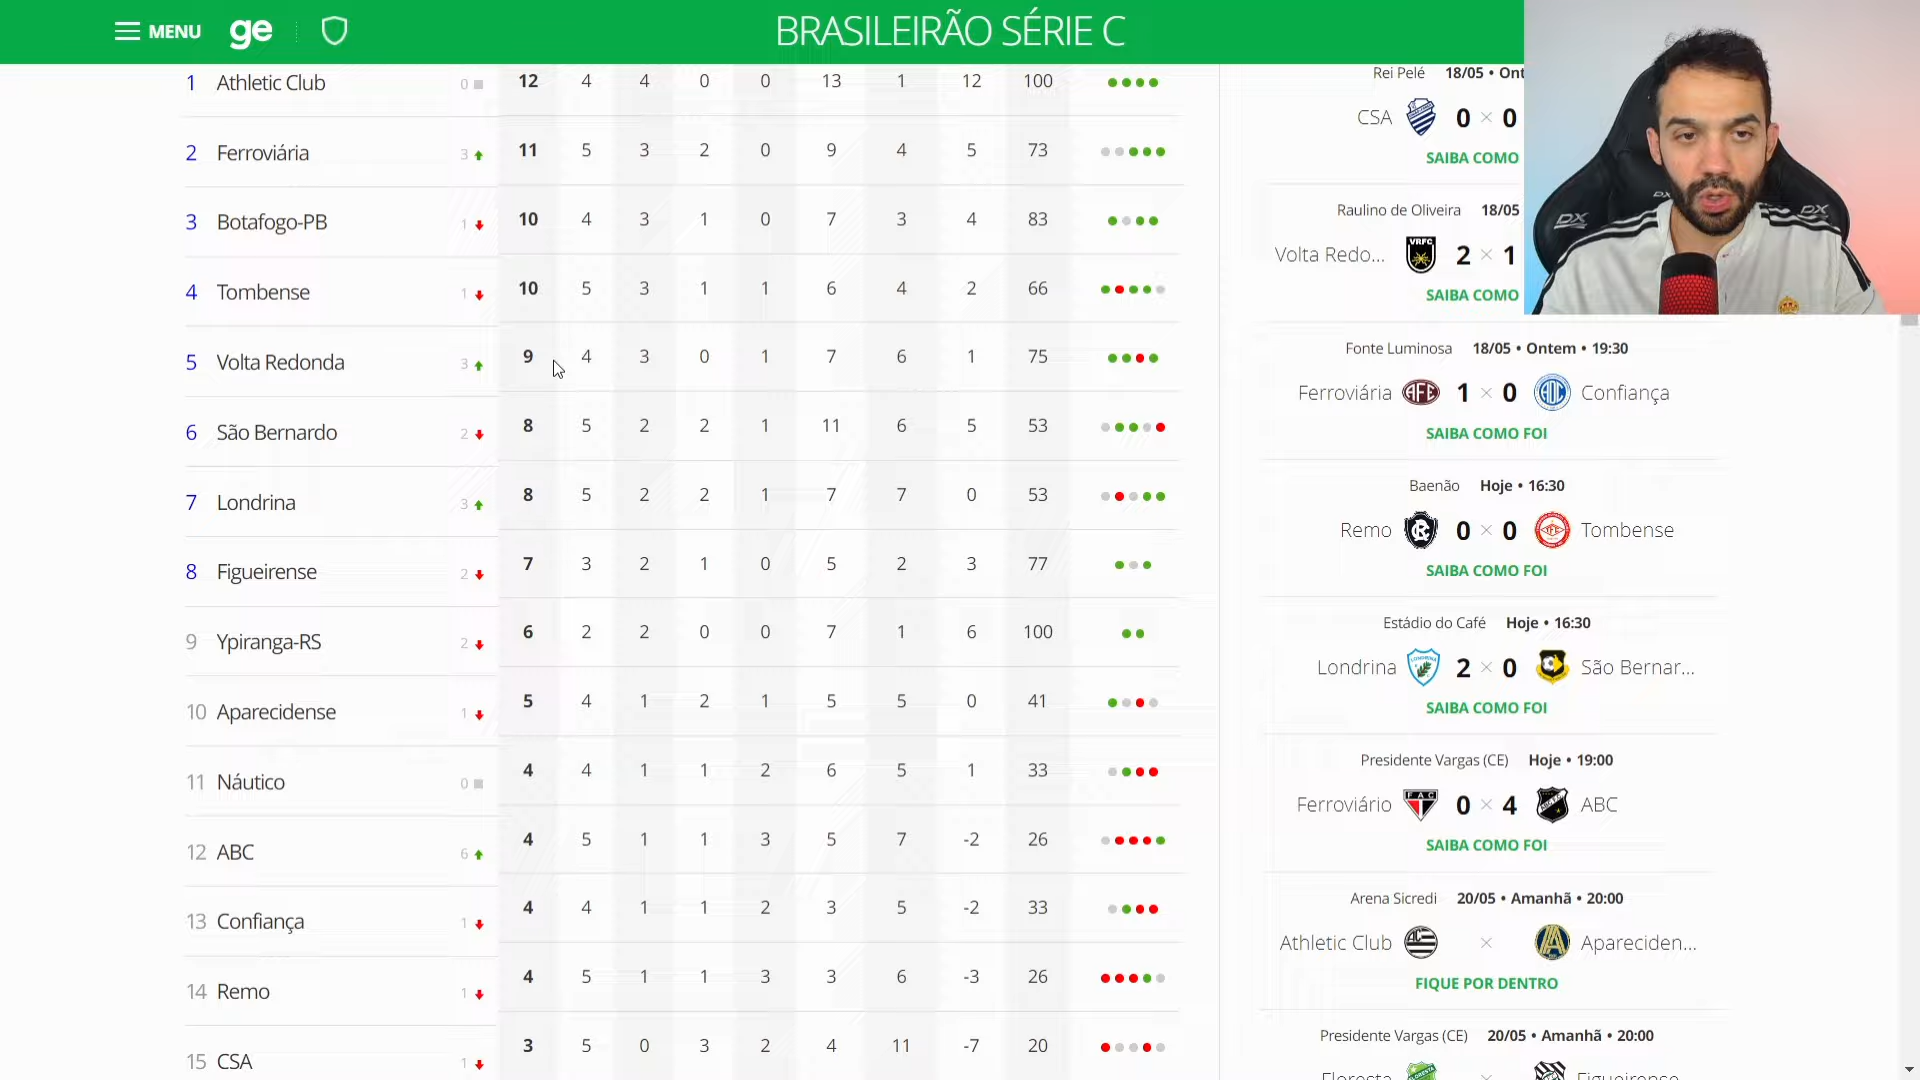 MENU ge BRASILEIRÃO SÉRIE C
1 Athletic Club 0 12 4 4 0 0 13 1 12 100
2 Ferroviária 3 11 5 3 2 0 9 4 5 73
3 Botafogo-PB 1 10 4 3 1 0 7 3 4 83
4 Tombense 1 10 5 3 1 1 6 4 2 66
5 Volta Redonda 3 9 4 3 0 1 7 6 1 75
6 São Bernardo 2 8 5 2 2 1 11 6 5 53
7 Londrina 3 8 5 2 2 1 7 7 0 53
8 Figueirense 2 7 3 2 1 0 5 2 3 77
9 Ypiranga-RS 2 6 2 2 0 0 7 1 6 100
10 Aparecidense 1 5 4 1 2 1 5 5 0 41
11 Náutico 0 4 4 1 1 2 6 5 1 33
12 ABC 6 4 5 1 1 3 5 7 -2 26
13 Confiança 1 4 4 1 1 2 3 5 -2 33
14 Remo 1 4 5 1 1 3 3 6 -3 26
15 CSA 1 3 5 0 3 2 4 11 -7 20
Rei Pelé 18/05 • Ont
CSA 0 × 0
SAIBA COMO
Raulino de Oliveira 18/05
Volta Redo... VRFC 2 × 1
SAIBA COMO
Fonte Luminosa 18/05 • Ontem • 19:30
Ferroviária AFE 1 × 0 ADC Confiança
SAIBA COMO FOI
Baenão Hoje • 16:30
Remo 0 × 0 Tombense
SAIBA COMO FOI
Estádio do Café Hoje • 16:30
Londrina 2 × 0 São Bernar...
SAIBA COMO FOI
Presidente Vargas (CE) Hoje • 19:00
Ferroviário FAC 0 × 4 ABC
SAIBA COMO FOI
Arena Sicredi 20/05 • Amanhã • 20:00
Athletic Club × Apareciden...
FIQUE POR DENTRO
Presidente Vargas (CE) 20/05 • Amanhã • 20:00
Floresta × Figueirense